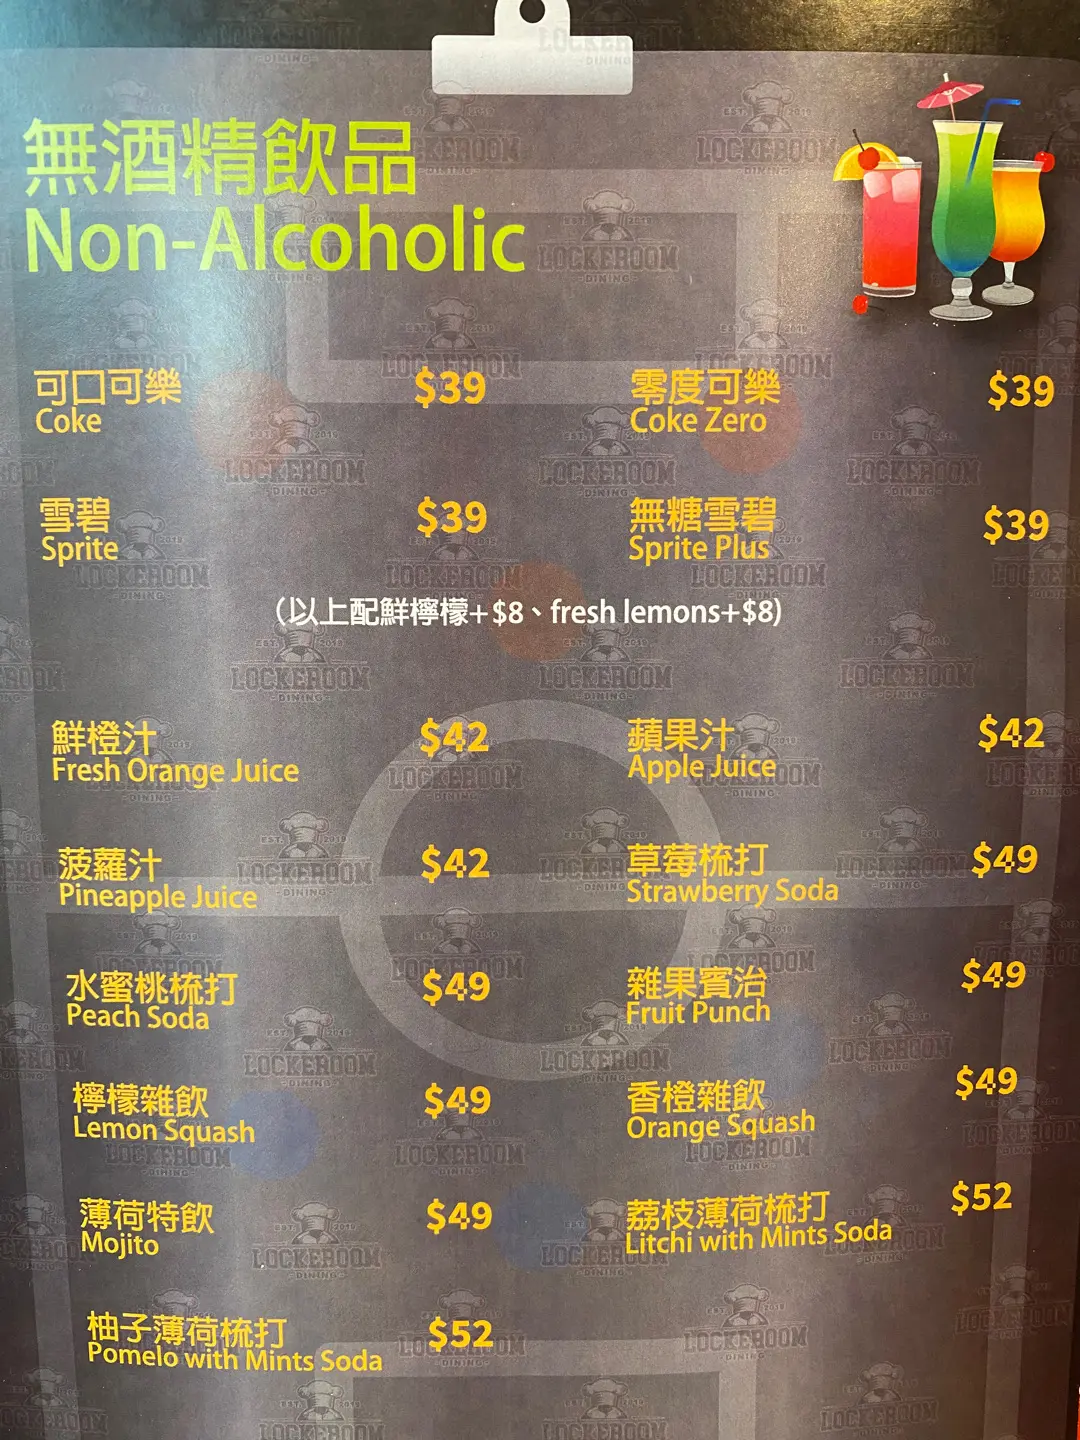 無酒精飲品
Non-Alcoholic
可口可樂 $39
Coke
零度可樂 $39
Coke Zero
雪碧 $39
Sprite
無糖雪碧 $39
Sprite Plus
(以上配鮮檸檬+$8、fresh lemons+$8)
鮮橙汁 $42
Fresh Orange Juice
蘋果汁 $42
Apple Juice
菠蘿汁 $42
Pineapple Juice
草莓梳打 $49
Strawberry Soda
水蜜桃梳打 $49
Peach Soda
雜果賓治 $49
Fruit Punch
檸檬雜飲 $49
Lemon Squash
香橙雜飲 $49
Orange Squash
薄荷特飲 $49
Mojito
荔枝薄荷梳打 $52
Litchi with Mints Soda
柚子薄荷梳打 $52
Pomelo with Mints Soda
EST. 2019
LOCKEROOM
-DINING-